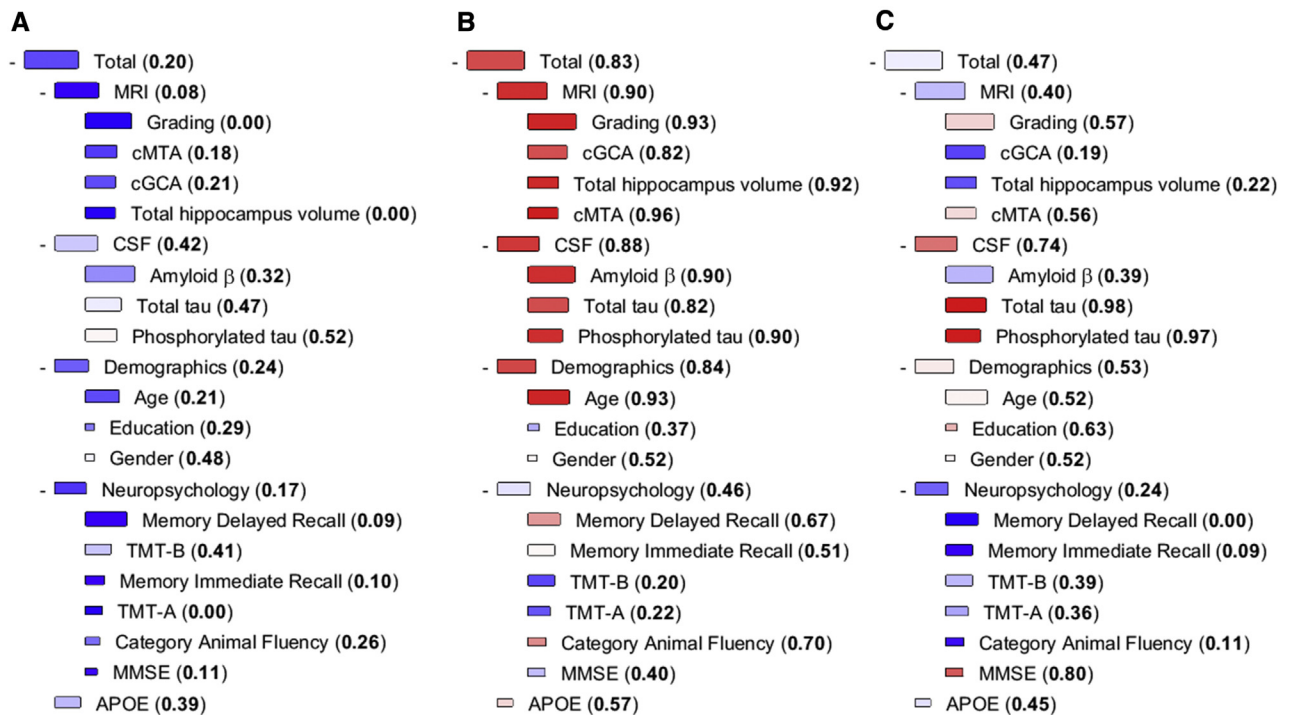 A
- Total (0.20)
- MRI (0.08)
Grading (0.00)
cMTA (0.18)
cGCA (0.21)
Total hippocampus volume (0.00)
- CSF (0.42)
Amyloid β (0.32)
Total tau (0.47)
Phosphorylated tau (0.52)
- Demographics (0.24)
Age (0.21)
Education (0.29)
Gender (0.48)
- Neuropsychology (0.17)
Memory Delayed Recall (0.09)
TMT-B (0.41)
Memory Immediate Recall (0.10)
TMT-A (0.00)
Category Animal Fluency (0.26)
MMSE (0.11)
APOE (0.39)
B
- Total (0.83)
- MRI (0.90)
Grading (0.93)
cGCA (0.82)
Total hippocampus volume (0.92)
cMTA (0.96)
- CSF (0.88)
Amyloid β (0.90)
Total tau (0.82)
Phosphorylated tau (0.90)
- Demographics (0.84)
Age (0.93)
Education (0.37)
Gender (0.52)
- Neuropsychology (0.46)
Memory Delayed Recall (0.67)
Memory Immediate Recall (0.51)
TMT-B (0.20)
TMT-A (0.22)
Category Animal Fluency (0.70)
MMSE (0.40)
APOE (0.57)
C
- Total (0.47)
- MRI (0.40)
Grading (0.57)
cGCA (0.19)
Total hippocampus volume (0.22)
cMTA (0.56)
- CSF (0.74)
Amyloid β (0.39)
Total tau (0.98)
Phosphorylated tau (0.97)
- Demographics (0.53)
Age (0.52)
Education (0.63)
Gender (0.52)
- Neuropsychology (0.24)
Memory Delayed Recall (0.00)
Memory Immediate Recall (0.09)
TMT-B (0.39)
TMT-A (0.36)
Category Animal Fluency (0.11)
MMSE (0.80)
APOE (0.45)